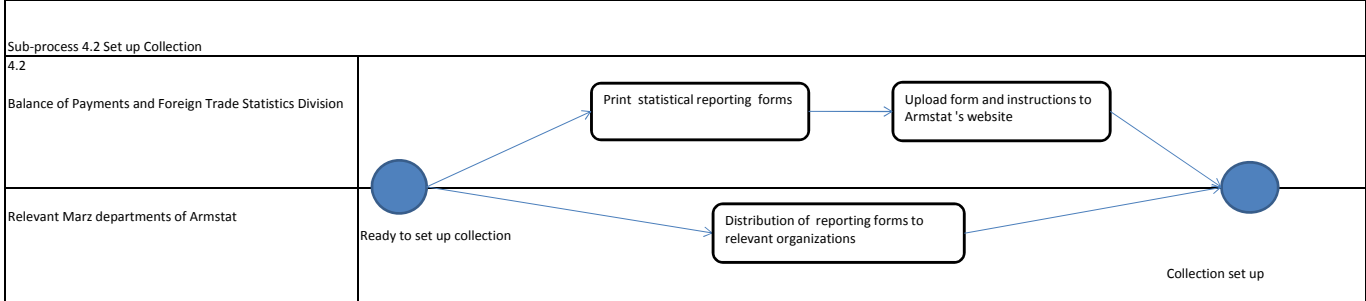 Sub-process 4.2 Set up Collection
4.2
Balance of Payments and Foreign Trade Statistics Division
Print  statistical reporting  forms
Upload form and instructions to
Armstat 's website
Relevant Marz departments of Armstat
Ready to set up collection
Distribution of  reporting forms to
relevant organizations
Collection set up